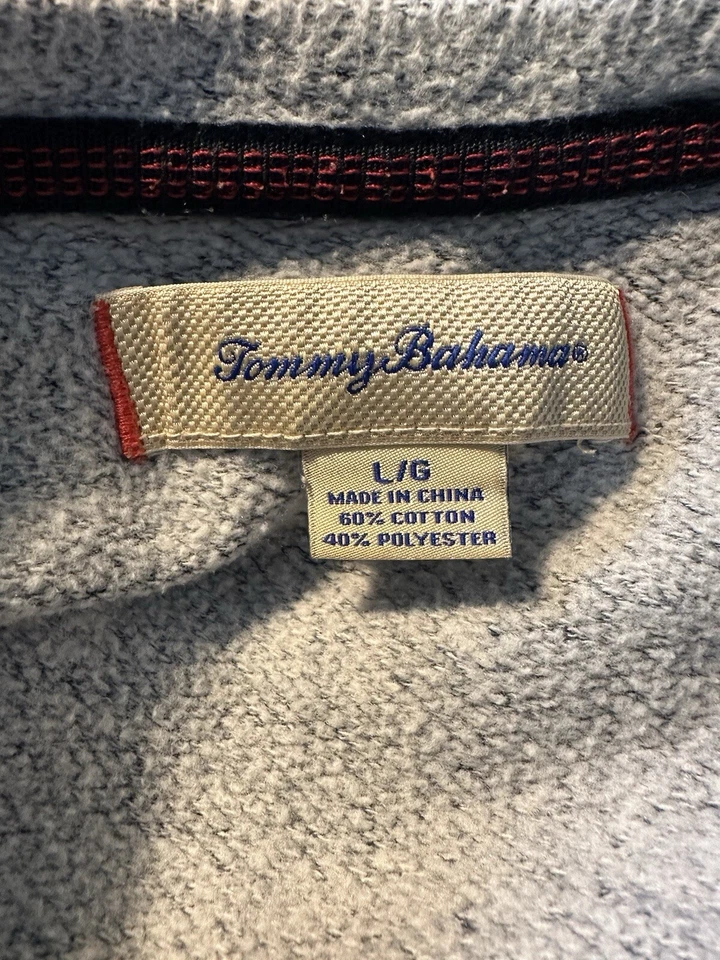 Tommy Bahama®
L/G
MADE IN CHINA
60% COTTON
40% POLYESTER